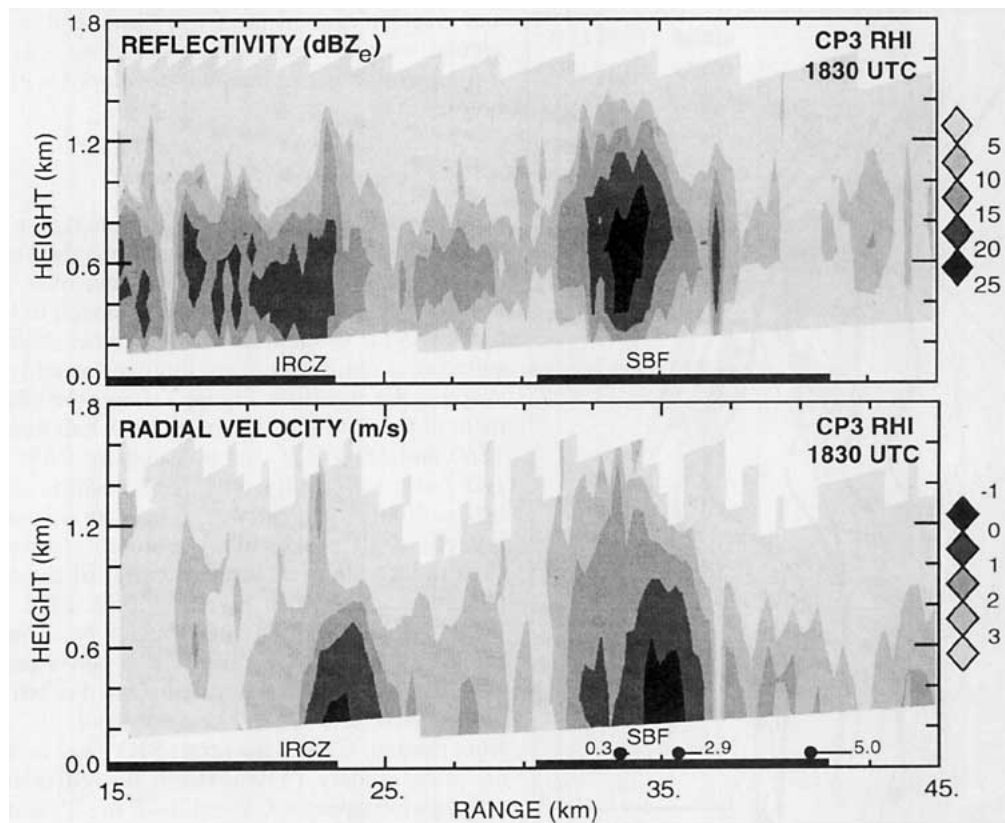 1.8
REFLECTIVITY (dBZe)
CP3 RHI
1830 UTC
1.2
HEIGHT (km)
0.6
0.0
5
10
15
20
25
IRCZ
SBF
1.8
RADIAL VELOCITY (m/s)
CP3 RHI
1830 UTC
1.2
HEIGHT (km)
0.6
0.0
-1
0
1
2
3
IRCZ
SBF
0.3
2.9
5.0
15.
25
35
45.
RANGE (km)